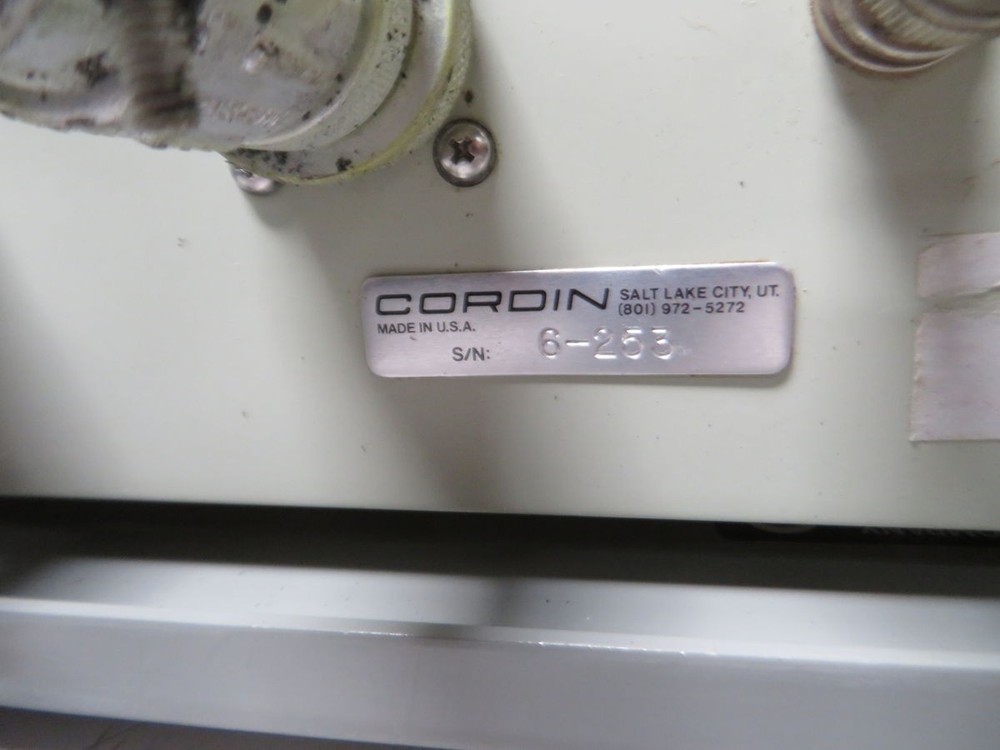 CORDIN SALT LAKE CITY, UT.
(801) 972-5272
MADE IN U.S.A.
S/N: 6-253